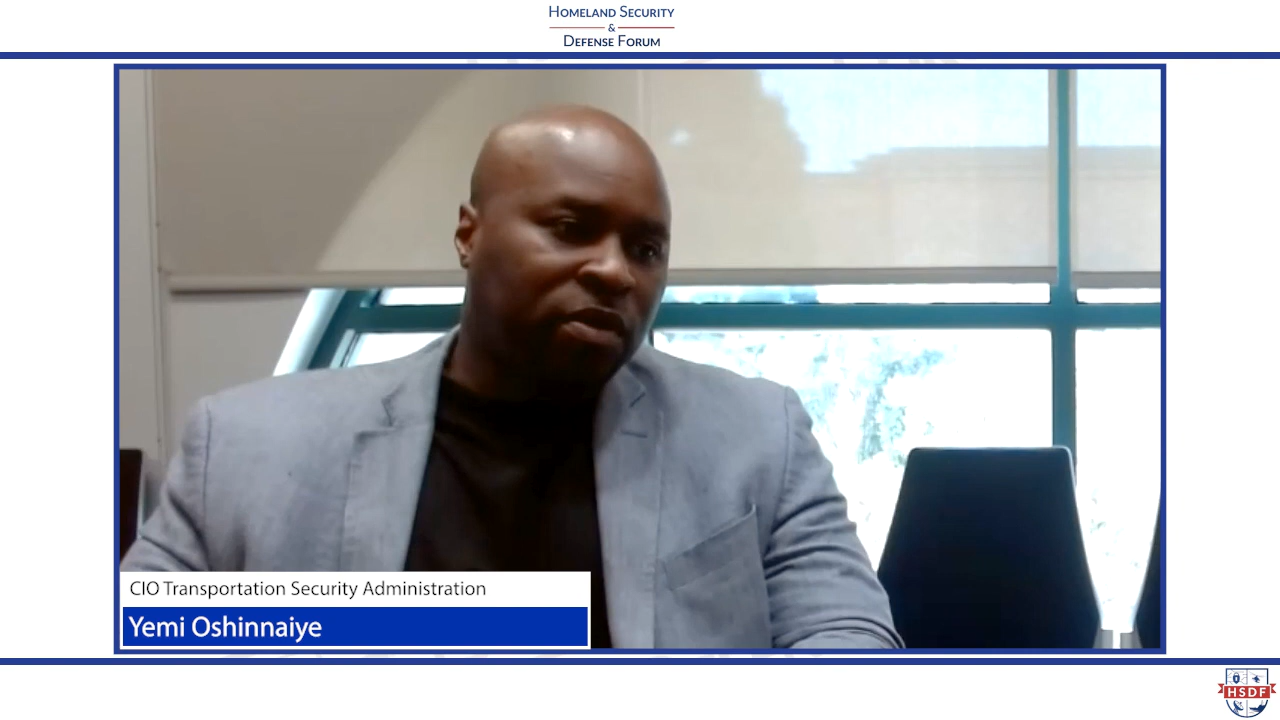 Homeland Security
&
Defense Forum
CIO Transportation Security Administration
Yemi Oshinnaiye
HSDF